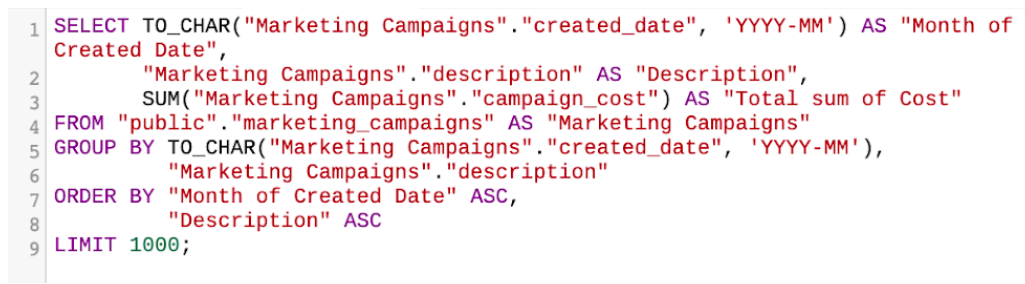 1 SELECT TO_CHAR("Marketing Campaigns"."created_date", 'YYYY-MM') AS "Month of
Created Date",
2 "Marketing Campaigns"."description" AS "Description",
3 SUM("Marketing Campaigns"."campaign_cost") AS "Total sum of Cost"
4 FROM "public"."marketing_campaigns" AS "Marketing Campaigns"
5 GROUP BY TO_CHAR("Marketing Campaigns"."created_date", 'YYYY-MM'),
6 "Marketing Campaigns"."description"
7 ORDER BY "Month of Created Date" ASC,
8 "Description" ASC
9 LIMIT 1000;